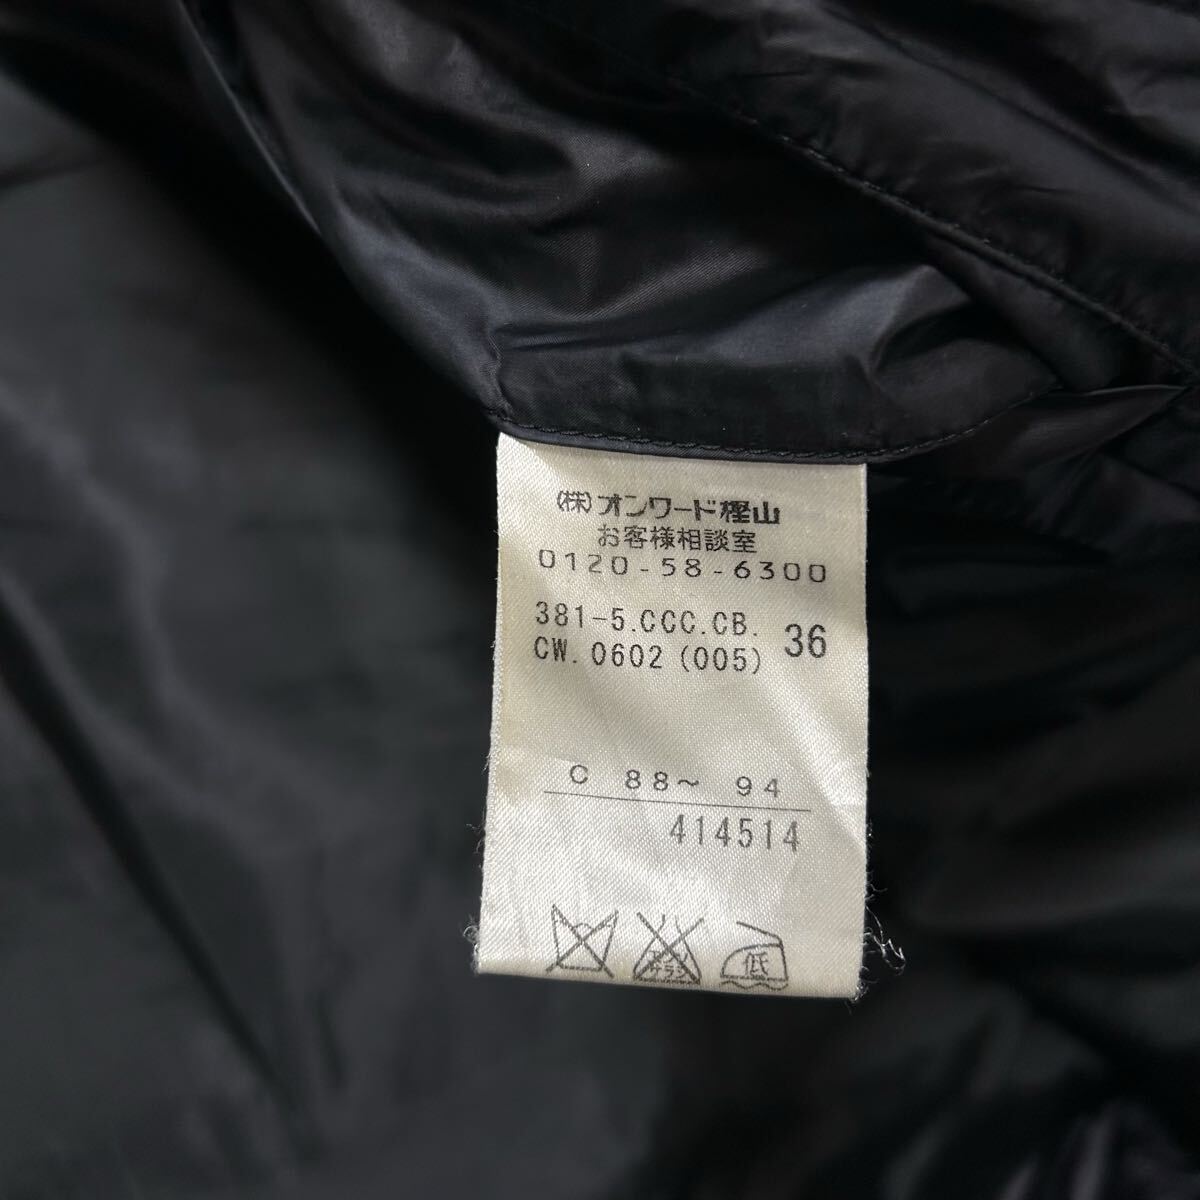 (株)オンワード樫山
お客様相談室
0120-58-6300
381-5.CCC.CB. 36
CW.0602(005)
C 88~ 94
414514
低